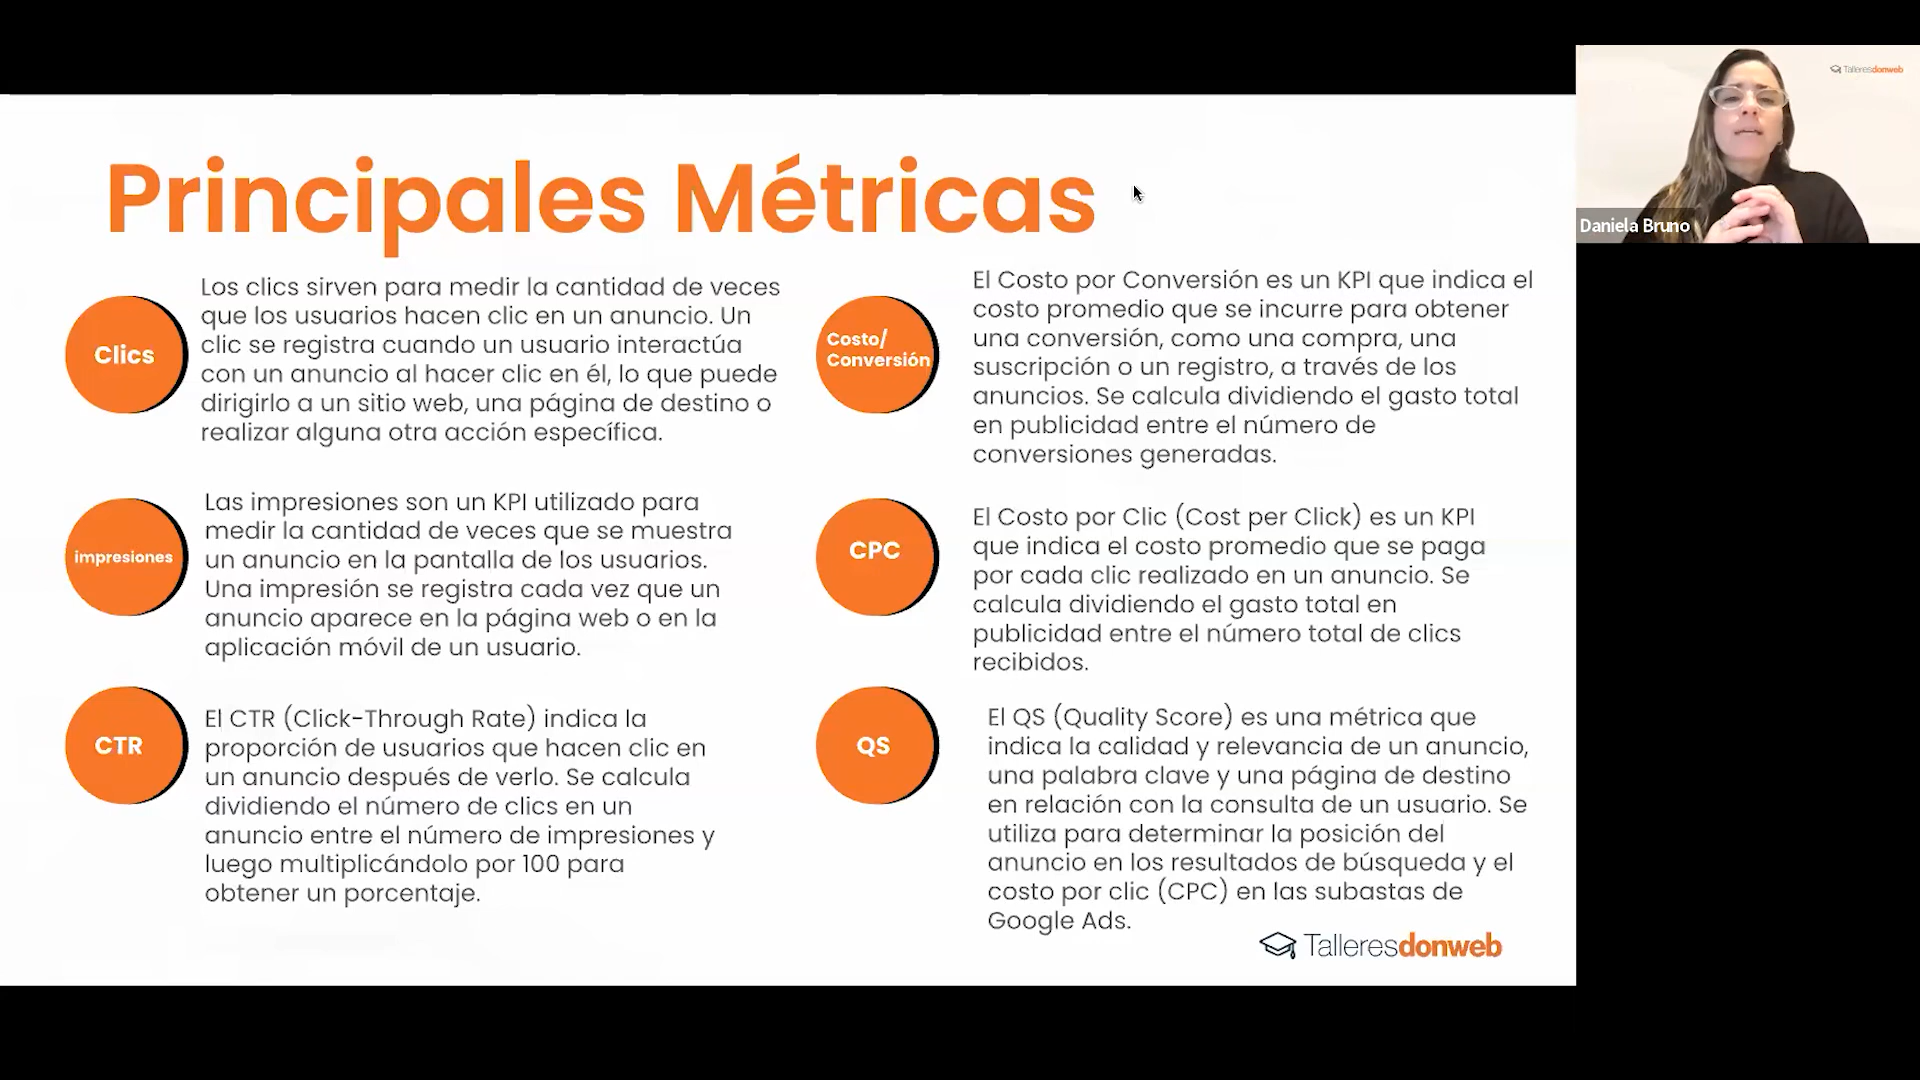 Principales Métricas
Clics
Los clics sirven para medir la cantidad de veces
que los usuarios hacen clic en un anuncio. Un
clic se registra cuando un usuario interactúa
con un anuncio al hacer clic en él, lo que puede
dirigirlo a un sitio web, una página de destino o
realizar alguna otra acción específica.
impresiones
Las impresiones son un KPI utilizado para
medir la cantidad de veces que se muestra
un anuncio en la pantalla de los usuarios.
Una impresión se registra cada vez que un
anuncio aparece en la página web o en la
aplicación móvil de un usuario.
CTR
El CTR (Click-Through Rate) indica la
proporción de usuarios que hacen clic en
un anuncio después de verlo. Se calcula
dividiendo el número de clics en un
anuncio entre el número de impresiones y
luego multiplicándolo por 100 para
obtener un porcentaje.
Costo/
Conversión
El Costo por Conversión es un KPI que indica el
costo promedio que se incurre para obtener
una conversión, como una compra, una
suscripción o un registro, a través de los
anuncios. Se calcula dividiendo el gasto total
en publicidad entre el número de
conversiones generadas.
CPC
El Costo por Clic (Cost per Click) es un KPI
que indica el costo promedio que se paga
por cada clic realizado en un anuncio. Se
calcula dividiendo el gasto total en
publicidad entre el número total de clics
recibidos.
QS
El QS (Quality Score) es una métrica que
indica la calidad y relevancia de un anuncio,
una palabra clave y una página de destino
en relación con la consulta de un usuario. Se
utiliza para determinar la posición del
anuncio en los resultados de búsqueda y el
costo por clic (CPC) en las subastas de
Google Ads.
Talleresdonweb
Talleresdonweb
Daniela Bruno